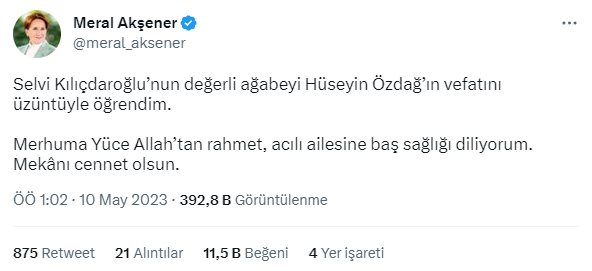 Meral Akşener
@meral_aksener
Selvi Kılıçdaroğlu’nun değerli ağabeyi Hüseyin Özdağ’ın vefatını
üzüntüyle öğrendim.
Merhuma Yüce Allah’tan rahmet, acılı ailesine baş sağlığı diliyorum.
Mekânı cennet olsun.
ÖÖ 1:02 · 10 May 2023 · 392,8 B Görüntülenme
875 Retweet 21 Alıntılar 11,5 B Beğeni 4 Yer işareti